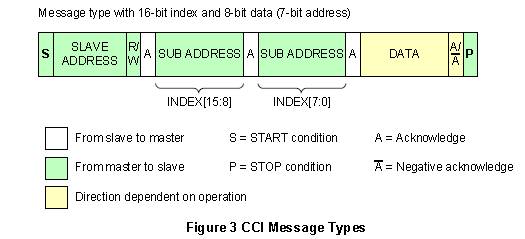 Message type with 16-bit index and 8-bit data (7-bit address)
S SLAVE ADDRESS R/W A SUB ADDRESS A SUB ADDRESS A DATA A/A̅ P
INDEX[15:8] INDEX[7:0]
From slave to master S = START condition A = Acknowledge
From master to slave P = STOP condition A̅ = Negative acknowledge
Direction dependent on operation
Figure 3 CCI Message Types